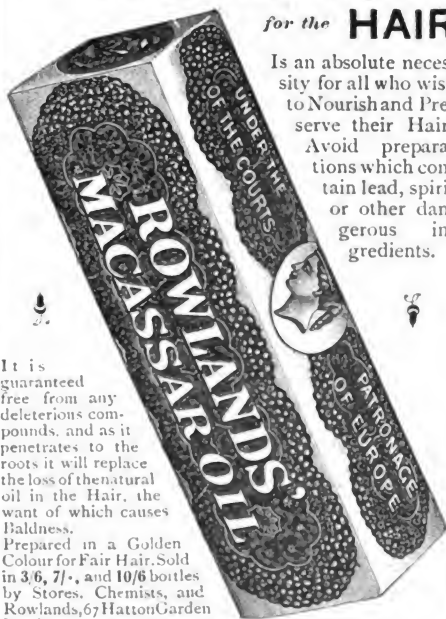 for the HAIR
Is an absolute neces
sity for all who wis
to Nourish and Pre
serve their Hair
Avoid prepara
tions which con
tain lead, spiri
or other dan
gerous in
gredients.
UNDER THE
OF THE COURTS
PATRONAGE
OF EUROPE
ROWLANDS'
MACASSAR OIL
It is
guaranteed
free from any
deleterious com-
pounds, and as it
penetrates to the
roots it will replace
the loss of the natural
oil in the Hair, the
want of which causes
Baldness.
Prepared in a Golden
Colour for Fair Hair. Sold
in 3/6, 7/-, and 10/6 bottles
by Stores, Chemists, and
Rowlands, 67 Hatton Garden